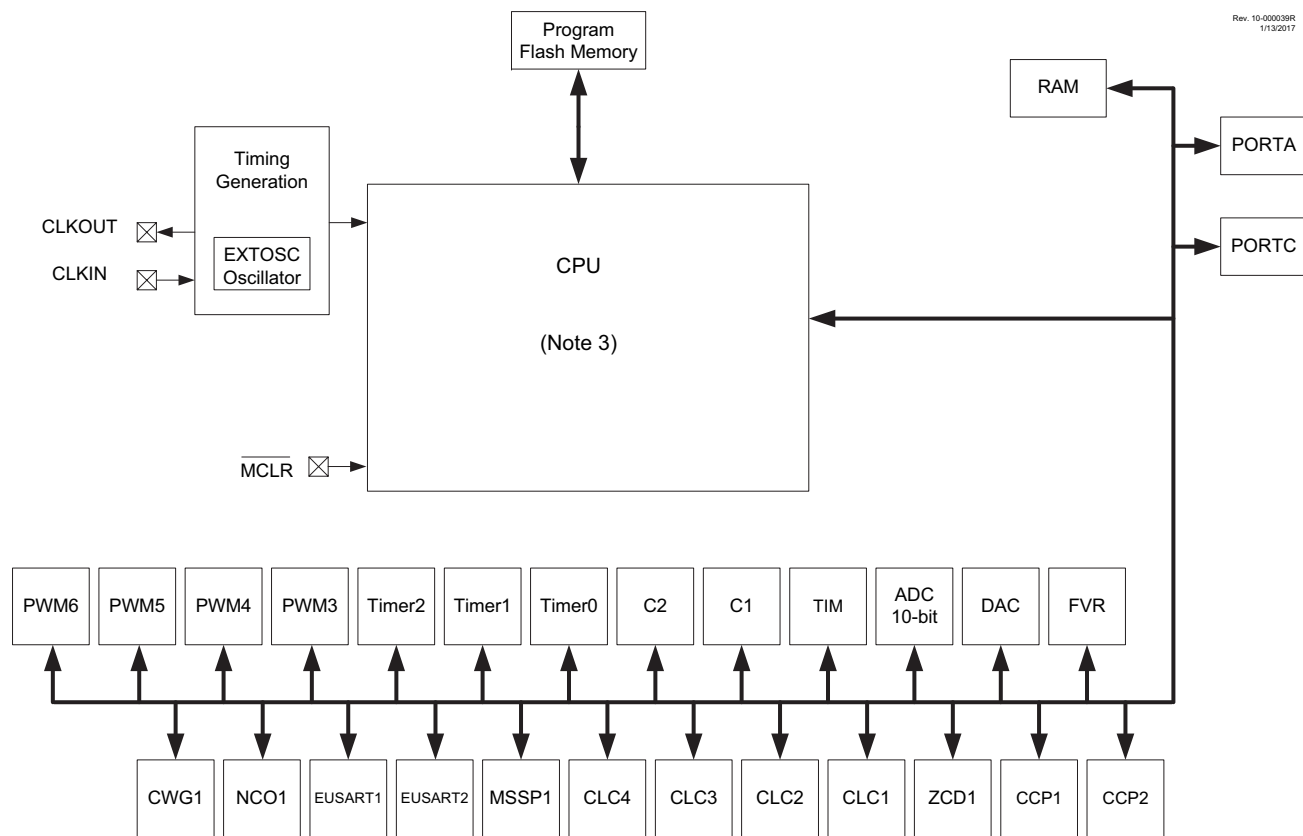 Rev. 10-000039R
1/13/2017
Program
Flash Memory
RAM
PORTA
Timing
Generation
CLKOUT
EXTOSC
Oscillator
CLKIN
PORTC
CPU
(Note 3)
MCLR
PWM6
PWM5
PWM4
PWM3
Timer2
Timer1
Timer0
C2
C1
TIM
ADC
10-bit
DAC
FVR
CWG1
NCO1
EUSART1
EUSART2
MSSP1
CLC4
CLC3
CLC2
CLC1
ZCD1
CCP1
CCP2